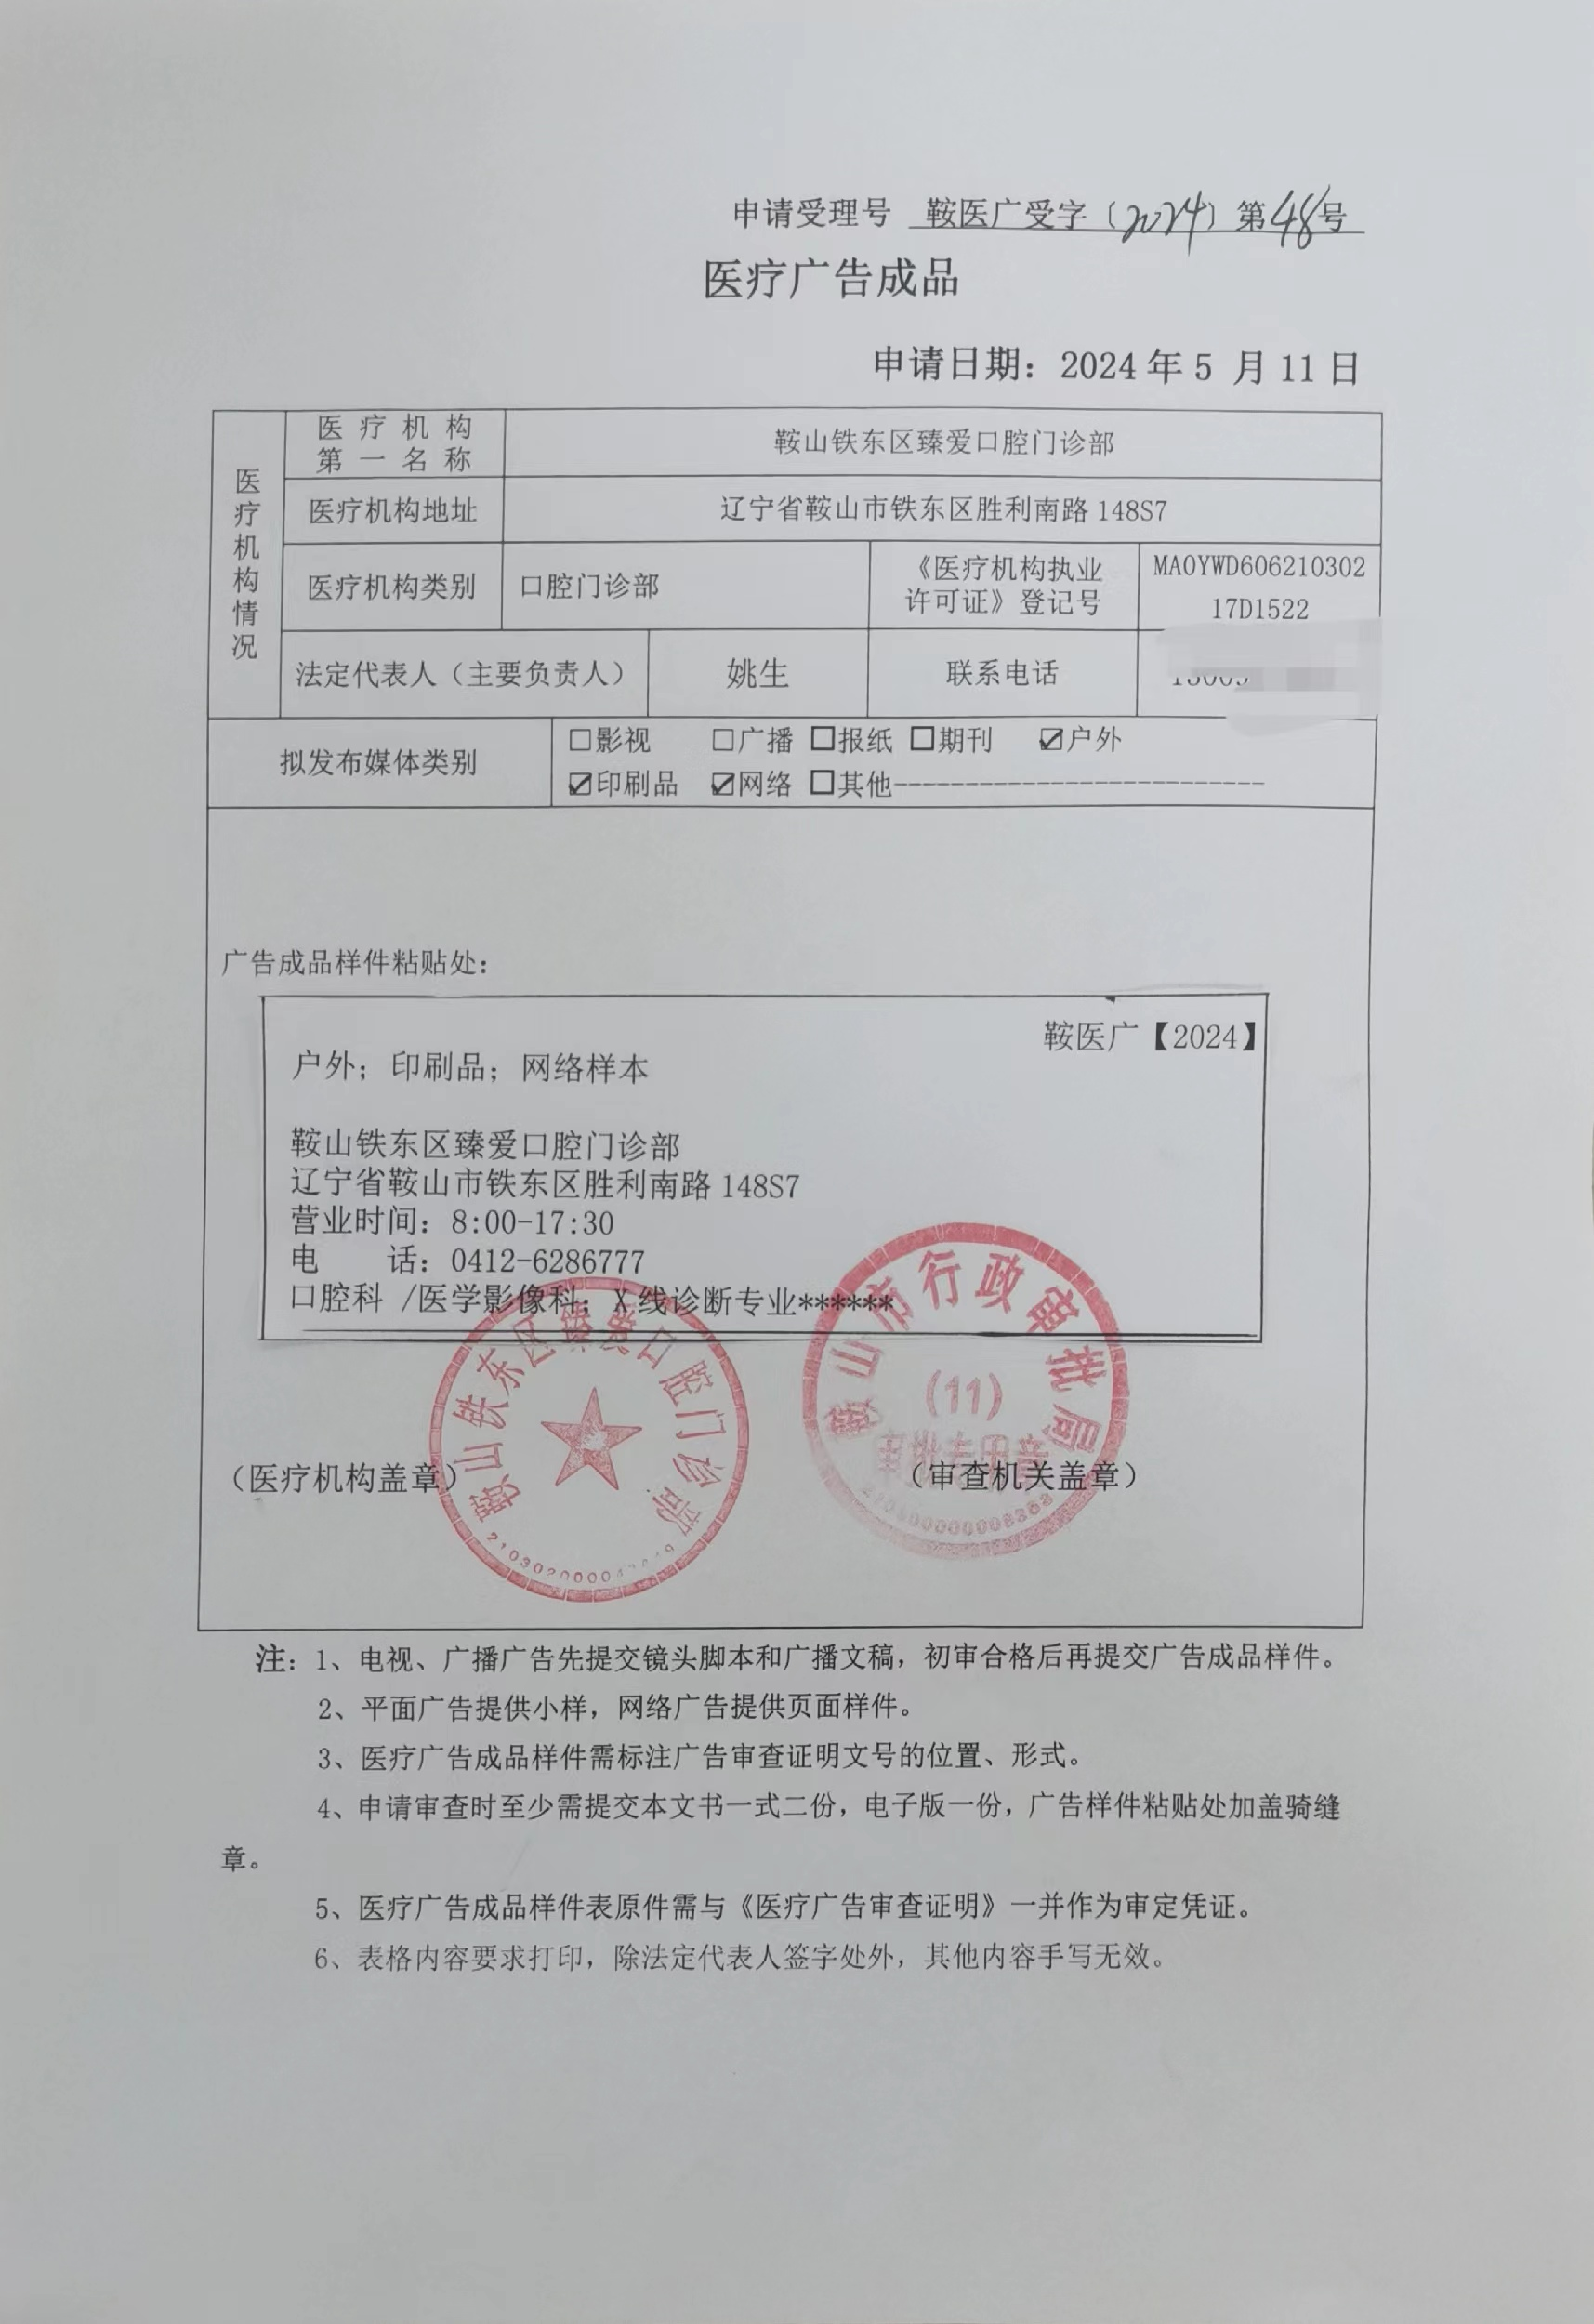 申请受理号 鞍医广受字〔2024〕第48号
医疗广告成品
申请日期：2024年5 月11日
医疗机构情况
医疗机构
第一名称
鞍山铁东区臻爱口腔门诊部
医疗机构地址
辽宁省鞍山市铁东区胜利南路148S7
医疗机构类别
口腔门诊部
《医疗机构执业
许可证》登记号
MA0YWD606210302
17D1522
法定代表人（主要负责人）
姚生
联系电话
拟发布媒体类别
□影视 □广播 □报纸 □期刊 ☑户外
☑印刷品 ☑网络 □其他--------------------------
广告成品样件粘贴处：
鞍医广【2024】
户外；印刷品；网络样本
鞍山铁东区臻爱口腔门诊部
辽宁省鞍山市铁东区胜利南路148S7
营业时间：8:00-17:30
电 话：0412-6286777
口腔科 /医学影像科；X线诊断专业******
鞍山铁东区臻爱口腔门诊部
鞍山市行政审批局
(11)
审批专用章
（医疗机构盖章）
（审查机关盖章）
注：1、电视、广播广告先提交镜头脚本和广播文稿，初审合格后再提交广告成品样件。
2、平面广告提供小样，网络广告提供页面样件。
3、医疗广告成品样件需标注广告审查证明文号的位置、形式。
4、申请审查时至少需提交本文书一式二份，电子版一份，广告样件粘贴处加盖骑缝
章。
5、医疗广告成品样件表原件需与《医疗广告审查证明》一并作为审定凭证。
6、表格内容要求打印，除法定代表人签字处外，其他内容手写无效。